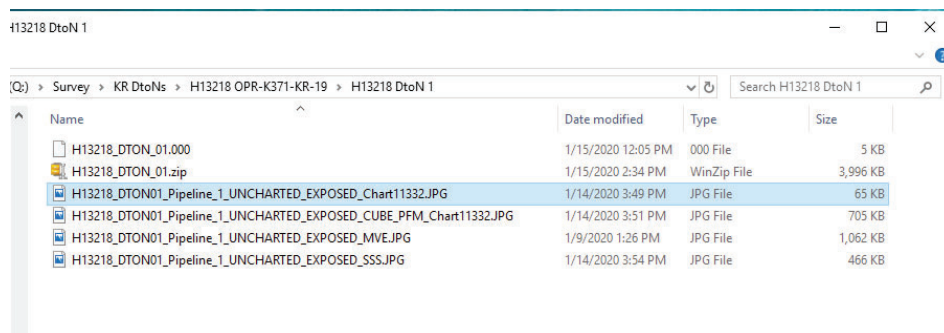 H13218 DtoN 1
(Q:) > Survey > KR DtoNs > H13218 OPR-K371-KR-19 > H13218 DtoN 1 Search H13218 DtoN 1
Name Date modified Type Size
H13218_DTON_01.000 1/15/2020 12:05 PM 000 File 5 KB
H13218_DTON_01.zip 1/15/2020 2:34 PM WinZip File 3,996 KB
H13218_DTON01_Pipeline_1_UNCHARTED_EXPOSED_Chart11332.JPG 1/14/2020 3:49 PM JPG File 65 KB
H13218_DTON01_Pipeline_1_UNCHARTED_EXPOSED_CUBE_PFM_Chart11332.JPG 1/14/2020 3:51 PM JPG File 705 KB
H13218_DTON01_Pipeline_1_UNCHARTED_EXPOSED_MVE.JPG 1/9/2020 1:26 PM JPG File 1,062 KB
H13218_DTON01_Pipeline_1_UNCHARTED_EXPOSED_SSS.JPG 1/14/2020 3:54 PM JPG File 466 KB